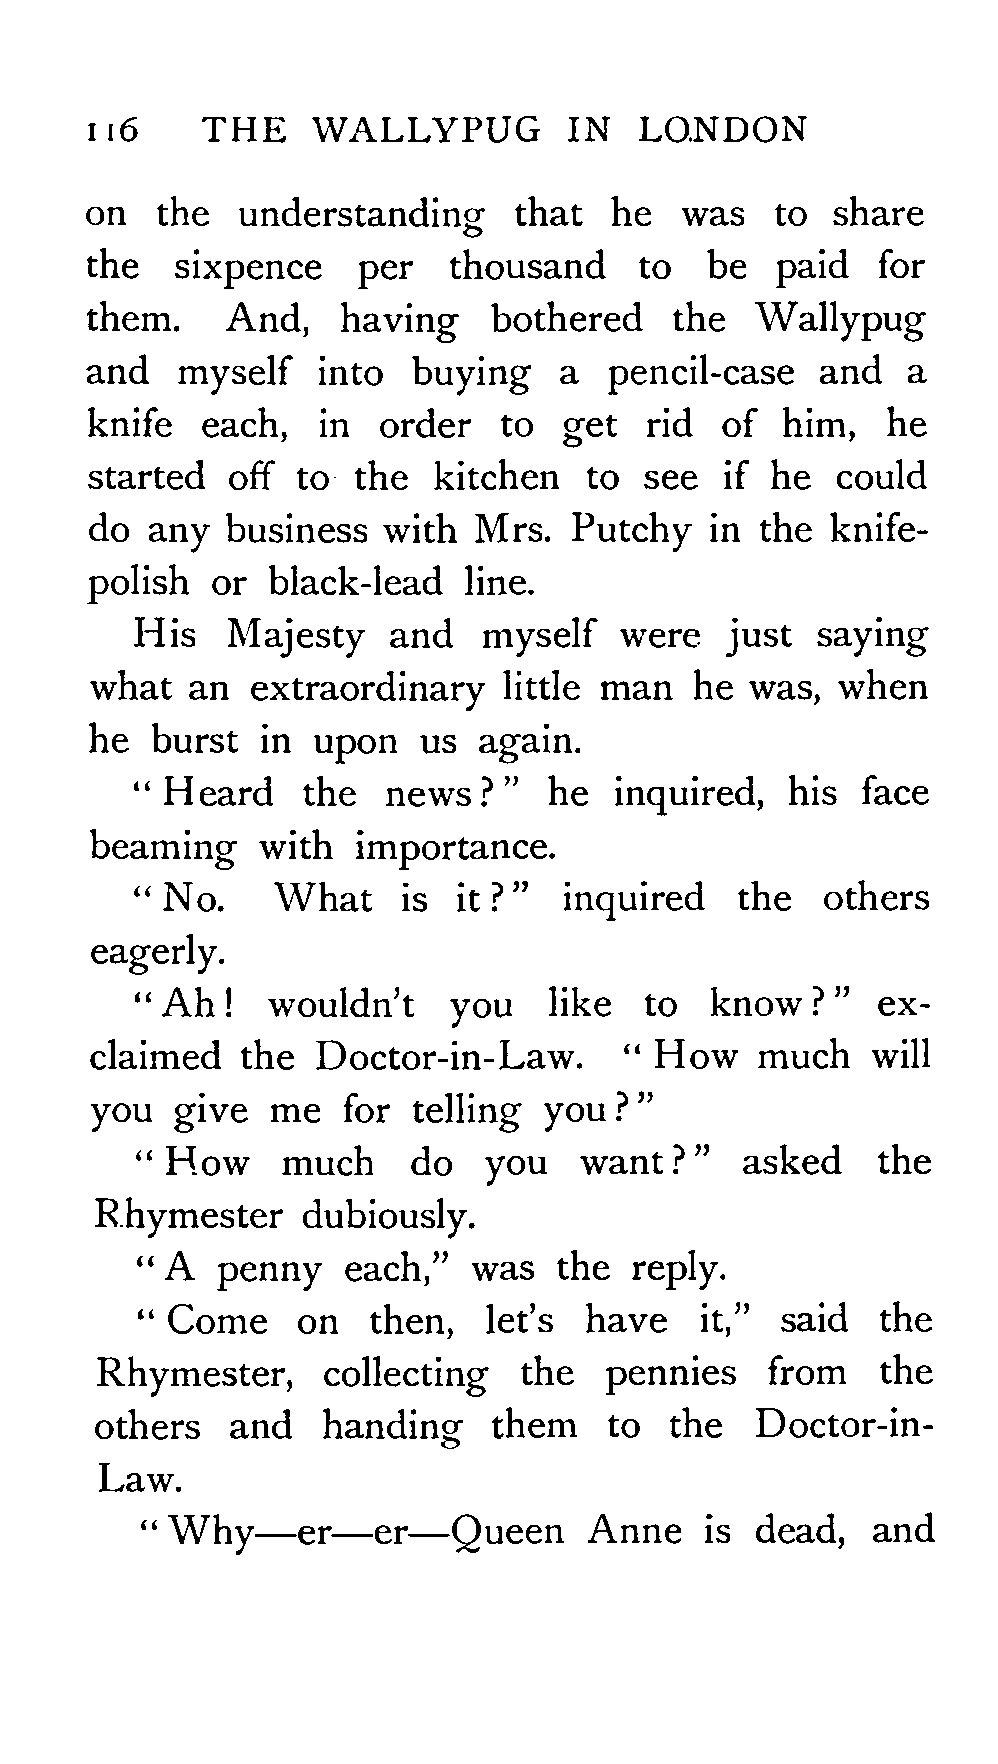 116 THE WALLYPUG IN LONDON
on the understanding that he was to share
the sixpence per thousand to be paid for
them. And, having bothered the Wallypug
and myself into buying a pencil-case and a
knife each, in order to get rid of him, he
started off to the kitchen to see if he could
do any business with Mrs. Putchy in the knife-
polish or black-lead line.
His Majesty and myself were just saying
what an extraordinary little man he was, when
he burst in upon us again.
“Heard the news?” he inquired, his face
beaming with importance.
“No. What is it?” inquired the others
eagerly.
“Ah! wouldn't you like to know?” ex-
claimed the Doctor-in-Law. “How much will
you give me for telling you?”
“How much do you want?” asked the
Rhymester dubiously.
“A penny each,” was the reply.
“Come on then, let's have it,” said the
Rhymester, collecting the pennies from the
others and handing them to the Doctor-in-
Law.
“Why—er—er—Queen Anne is dead, and